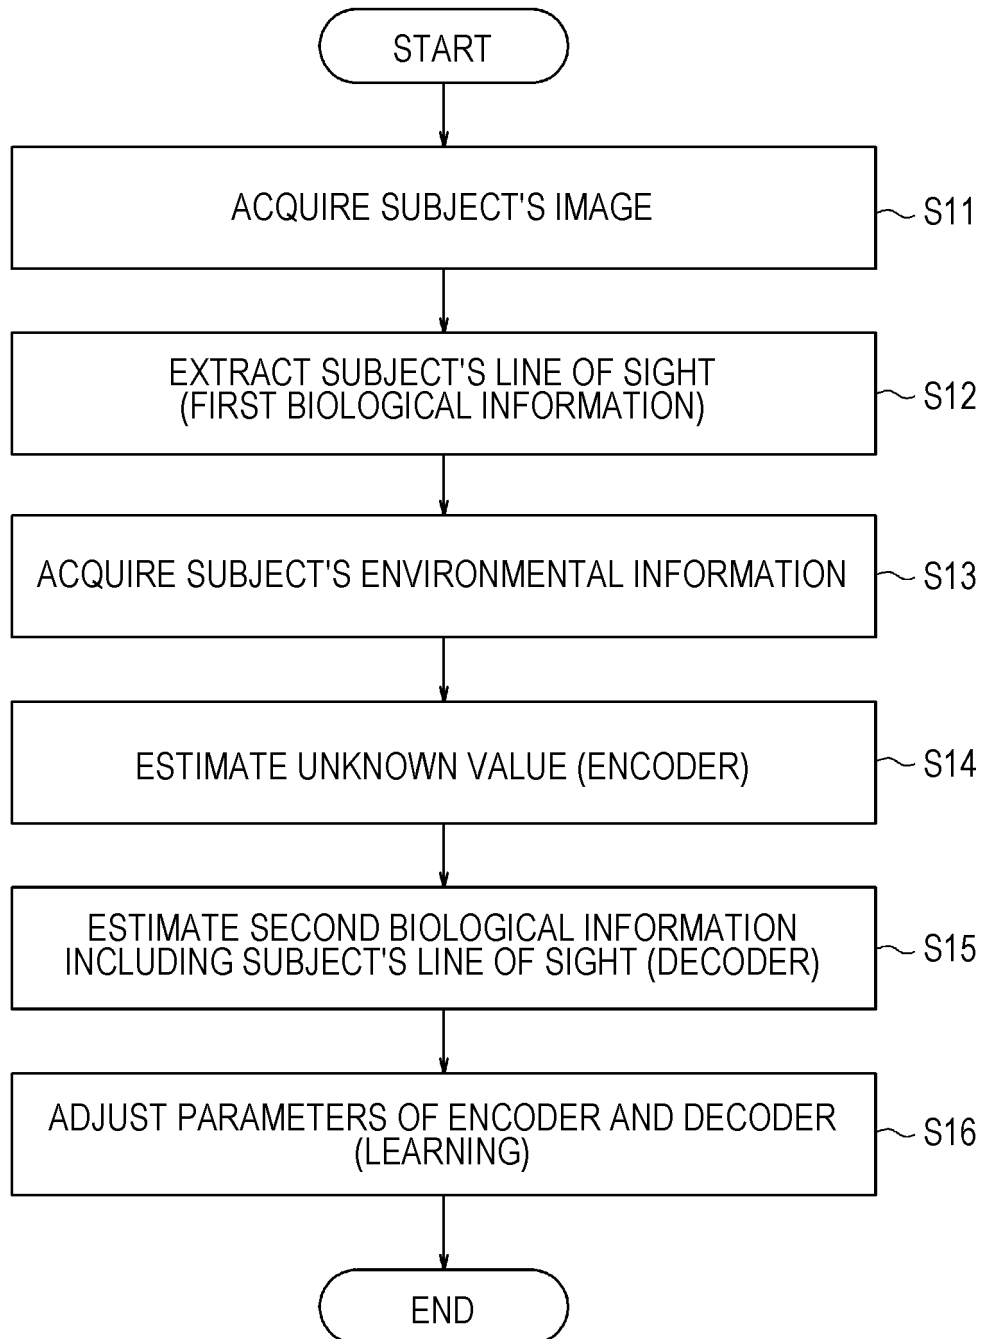 START
ACQUIRE SUBJECT'S IMAGE
S11
EXTRACT SUBJECT'S LINE OF SIGHT
(FIRST BIOLOGICAL INFORMATION)
S12
ACQUIRE SUBJECT'S ENVIRONMENTAL INFORMATION
S13
ESTIMATE UNKNOWN VALUE (ENCODER)
S14
ESTIMATE SECOND BIOLOGICAL INFORMATION
INCLUDING SUBJECT'S LINE OF SIGHT (DECODER)
S15
ADJUST PARAMETERS OF ENCODER AND DECODER
(LEARNING)
S16
END